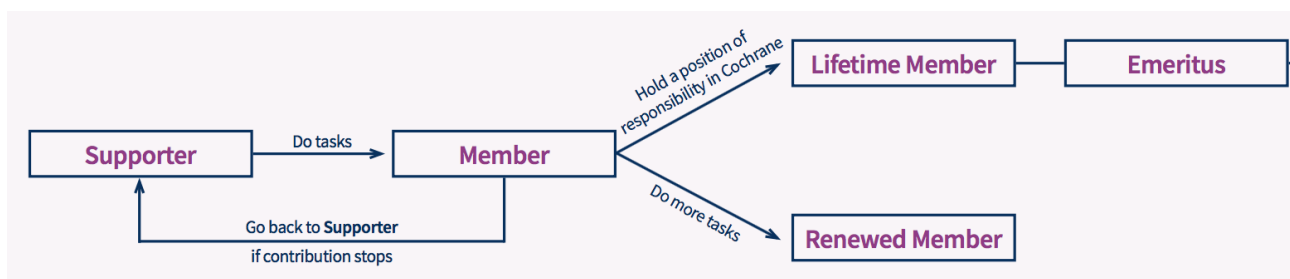 Supporter
Do tasks
Member
Hold a position of
responsibility in Cochrane
Lifetime Member
Emeritus
Go back to Supporter
if contribution stops
Do more tasks
Renewed Member